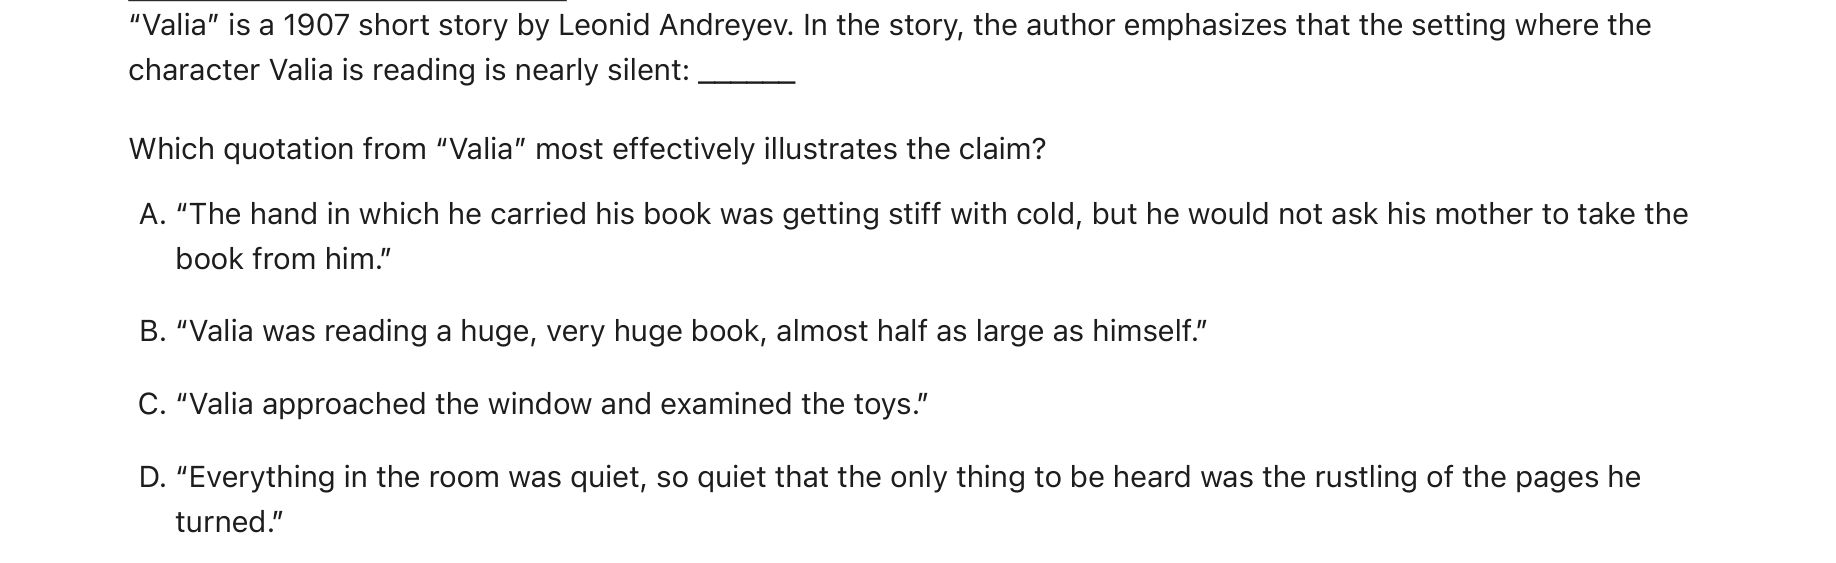 “Valia” is a 1907 short story by Leonid Andreyev. In the story, the author emphasizes that the setting where the
character Valia is reading is nearly silent: ______
Which quotation from “Valia” most effectively illustrates the claim?
A. “The hand in which he carried his book was getting stiff with cold, but he would not ask his mother to take the
book from him.”
B. “Valia was reading a huge, very huge book, almost half as large as himself.”
C. “Valia approached the window and examined the toys.”
D. “Everything in the room was quiet, so quiet that the only thing to be heard was the rustling of the pages he
turned.”